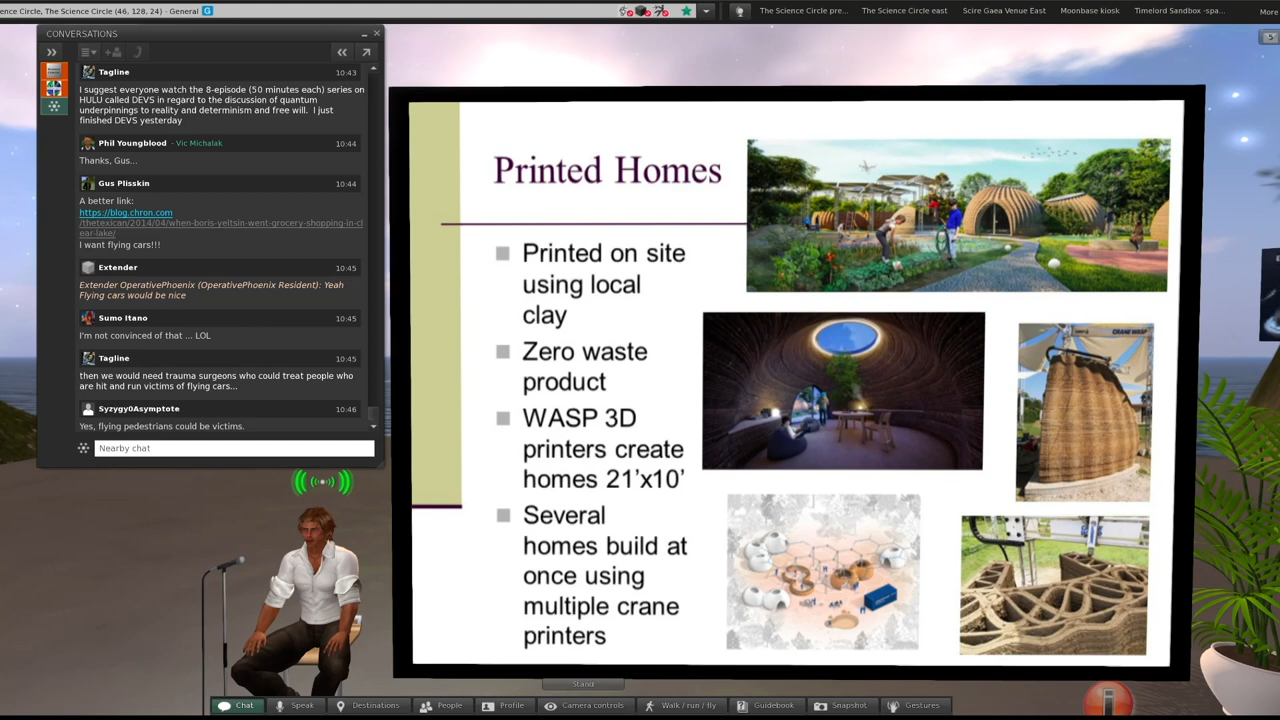 ence Circle, The Science Circle (46, 128, 24) - General G
The Science Circle pre...
The Science Circle east
Scire Gaea Venue East
Moonbase kiosk
Timelord Sandbox -spa...
More
5
CONVERSATIONS
Tagline 10:43
I suggest everyone watch the 8-episode (50 minutes each) series on
HULU called DEVS in regard to the discussion of quantum
underpinnings to reality and determinism and free will. I just
finished DEVS yesterday
Phil Youngblood - Vic Michalak 10:44
Thanks, Gus...
Gus Plisskin 10:44
A better link:
https://blog.chron.com
/thetexican/2014/04/when-boris-yeltsin-went-grocery-shopping-in-cl
ear-lake/
I want flying cars!!!
Extender 10:45
Extender OperativePhoenix (OperativePhoenix Resident): Yeah
Flying cars would be nice
Sumo Itano 10:45
I'm not convinced of that ... LOL
Tagline 10:45
then we would need trauma surgeons who could treat people who
are hit and run victims of flying cars...
Syzygy0Asymptote 10:46
Yes, flying pedestrians could be victims.
Nearby chat
Printed Homes
Printed on site
using local
clay
Zero waste
product
WASP 3D
printers create
homes 21'x10'
Several
homes build at
once using
multiple crane
printers
CRANE WASP
Stand
Chat
Speak
Destinations
People
Profile
Camera controls
Walk / run / fly
Guidebook
Snapshot
Gestures